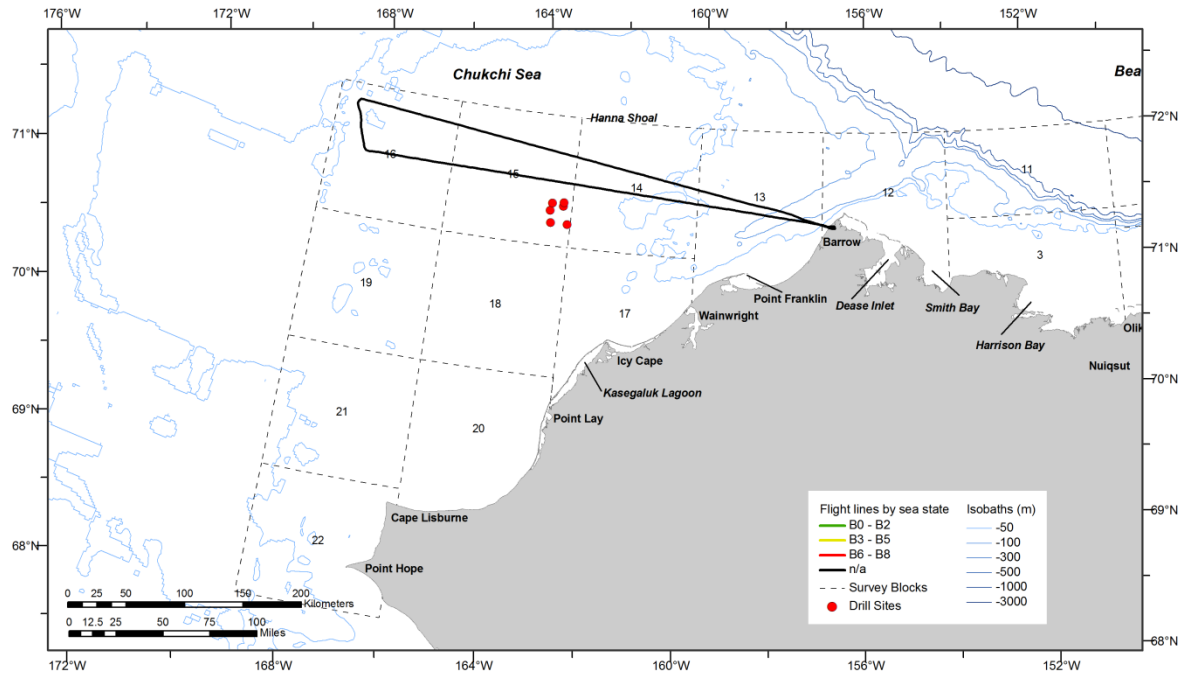 176°W 168°W 164°W 160°W 156°W 152°W
Chukchi Sea
Bea
72°N
71°N
Hanna Shoal
16
15
14
13
12
11
71°N
Barrow
3
70°N
19
18
17
Point Franklin
Dease Inlet
Smith Bay
Wainwright
Harrison Bay
Olik
Icy Cape
Nuiqsut
Kasegaluk Lagoon
70°N
69°N
21
20
Point Lay
Cape Lisburne
69°N
68°N
22
Point Hope
Flight lines by sea state
B0 - B2
B3 - B5
B6 - B8
n/a
Survey Blocks
Drill Sites
Isobaths (m)
-50
-100
-300
-500
-1000
-3000
0 25 50 100 150 200
Kilometers
0 12.5 25 50 75 100
Miles
68°N
172°W 168°W 164°W 160°W 156°W 152°W